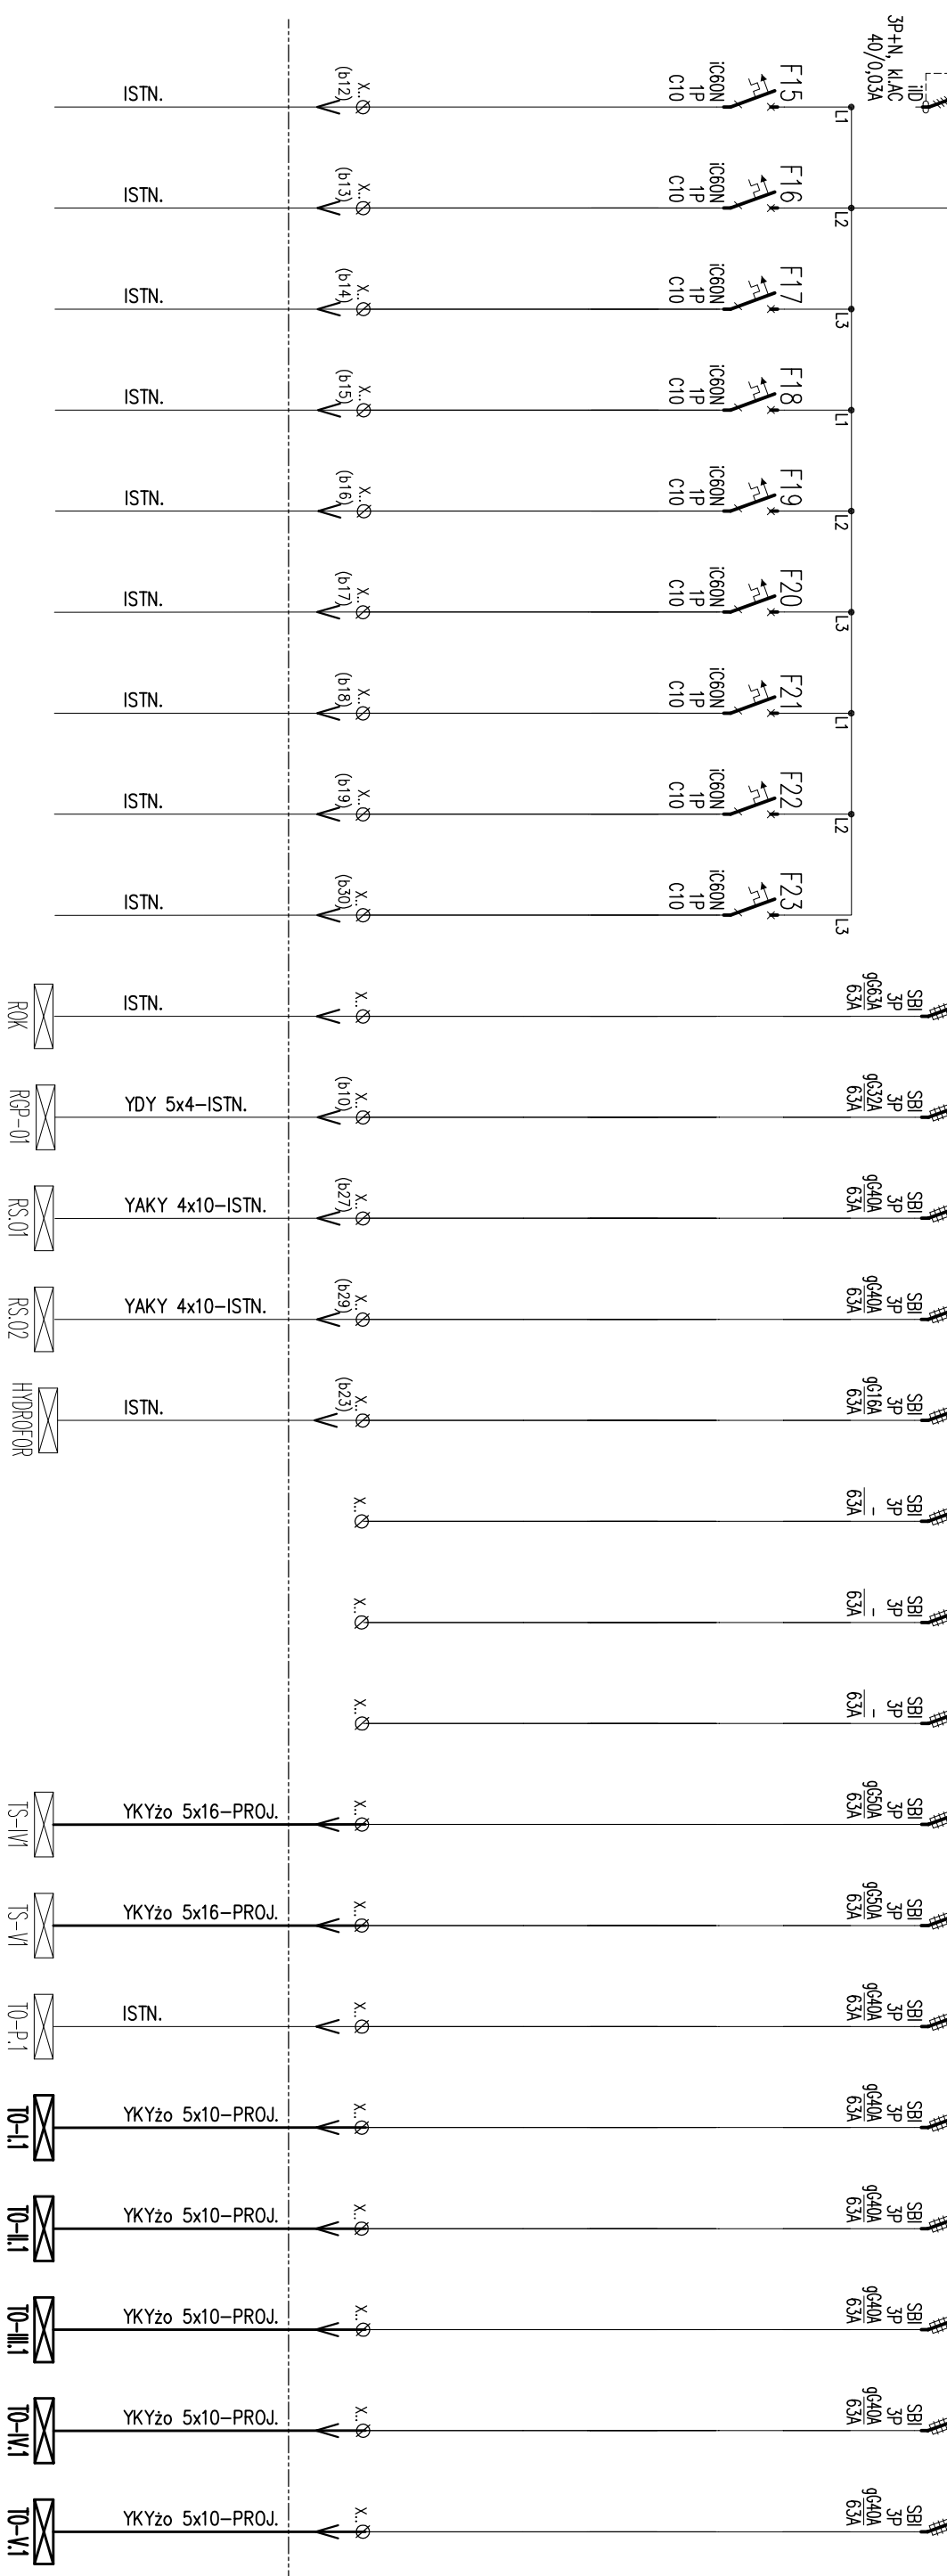 iID
3P+N, kl.AC
40/0,03A
F15
iC60N
1P
C10
L1
X..
(b12)
ISTN.
F16
iC60N
1P
C10
L2
X..
(b13)
ISTN.
F17
iC60N
1P
C10
L3
X..
(b14)
ISTN.
F18
iC60N
1P
C10
L1
X..
(b15)
ISTN.
F19
iC60N
1P
C10
L2
X..
(b16)
ISTN.
F20
iC60N
1P
C10
L3
X..
(b17)
ISTN.
F21
iC60N
1P
C10
L1
X..
(b18)
ISTN.
F22
iC60N
1P
C10
L2
X..
(b19)
ISTN.
F23
iC60N
1P
C10
L3
X..
(b30)
ISTN.
SBI
3P
gG63A
63A
X..
ISTN.
ROK
SBI
3P
gG32A
63A
X..
(b10)
YDY 5x4-ISTN.
RGP-01
SBI
3P
gG40A
63A
X..
(b27)
YAKY 4x10-ISTN.
RS.01
SBI
3P
gG40A
63A
X..
(b29)
YAKY 4x10-ISTN.
RS.02
SBI
3P
gG16A
63A
X..
(b23)
ISTN.
HYDROFOR
SBI
3P
-
63A
X..
SBI
3P
-
63A
X..
SBI
3P
-
63A
X..
SBI
3P
gG50A
63A
X..
YKYżo 5x16-PROJ.
TS-IV1
SBI
3P
gG50A
63A
X..
YKYżo 5x16-PROJ.
TS-V1
SBI
3P
gG40A
63A
X..
ISTN.
TO-P.1
SBI
3P
gG40A
63A
X..
YKYżo 5x10-PROJ.
TO-I.1
SBI
3P
gG40A
63A
X..
YKYżo 5x10-PROJ.
TO-II.1
SBI
3P
gG40A
63A
X..
YKYżo 5x10-PROJ.
TO-III.1
SBI
3P
gG40A
63A
X..
YKYżo 5x10-PROJ.
TO-IV.1
SBI
3P
gG40A
63A
X..
YKYżo 5x10-PROJ.
TO-V.1